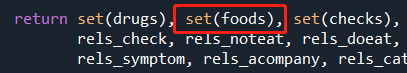 return set(drugs), set(foods), set(checks),
rels_check, rels_noteat, rels_doeat,
rels_symptom, rels_acompany, rels_cat